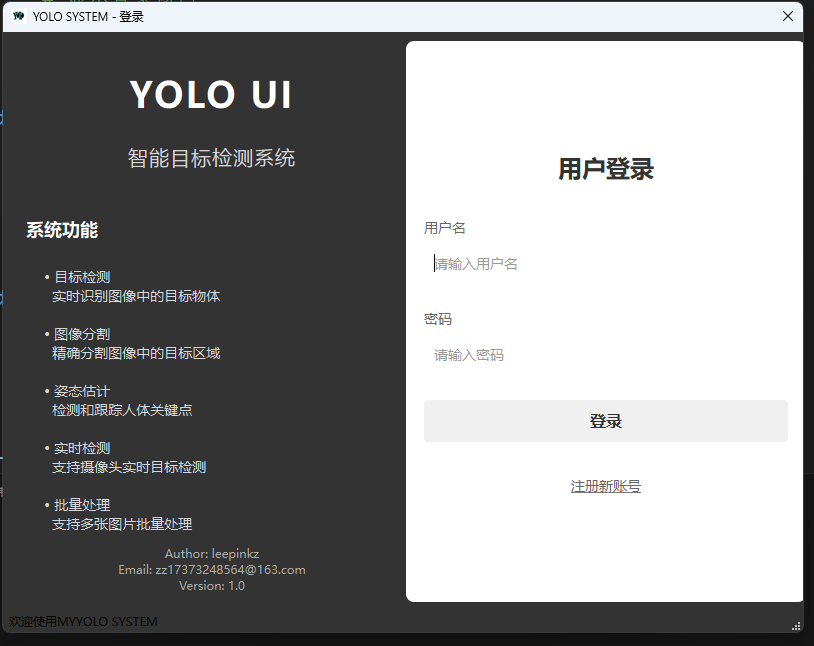 YOLO SYSTEM - 登录
YOLO UI
智能目标检测系统
系统功能
• 目标检测
实时识别图像中的目标物体
• 图像分割
精确分割图像中的目标区域
• 姿态估计
检测和跟踪人体关键点
• 实时检测
支持摄像头实时目标检测
• 批量处理
支持多张图片批量处理
Author: leepinkz
Email: zz17373248564@163.com
Version: 1.0
用户登录
用户名
请输入用户名
密码
请输入密码
登录
注册新账号
欢迎使用MYYOLO SYSTEM